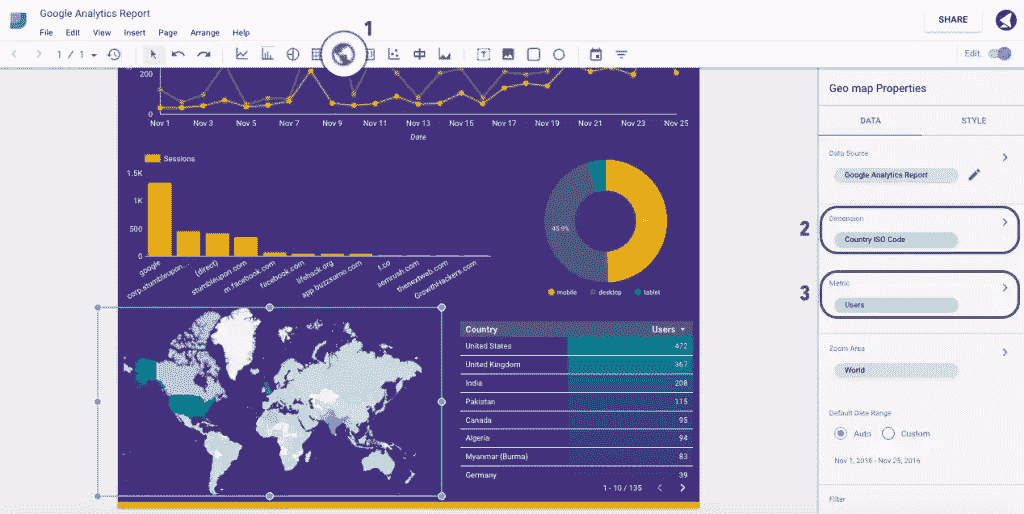 Google Analytics Report
File Edit View Insert Page Arrange Help
SHARE
1
1 / 1
Edit
200
0
Nov 1 Nov 3 Nov 5 Nov 7 Nov 9 Nov 11 Nov 13 Nov 15 Nov 17 Nov 19 Nov 21 Nov 23 Nov 25
Date
Sessions
1.5K
1K
500
0
google
corp.stumbleupon...
(direct)
stumbleupon.com
m.facebook.com
facebook.com
lifehack.org
app.buzzsumo.com
t.co
semrush.com
thenextweb.com
GrowthHackers.com
45.9%
mobile desktop tablet
Country Users
United States 472
United Kingdom 367
India 208
Pakistan 115
Canada 95
Algeria 94
Myanmar (Burma) 83
Germany 39
1 - 10 / 135
Geo map Properties
DATA STYLE
Data Source
Google Analytics Report
2
Dimension
Country ISO Code
3
Metric
Users
Zoom Area
World
Default Date Range
Auto Custom
Nov 1, 2016 - Nov 25, 2016
Filter